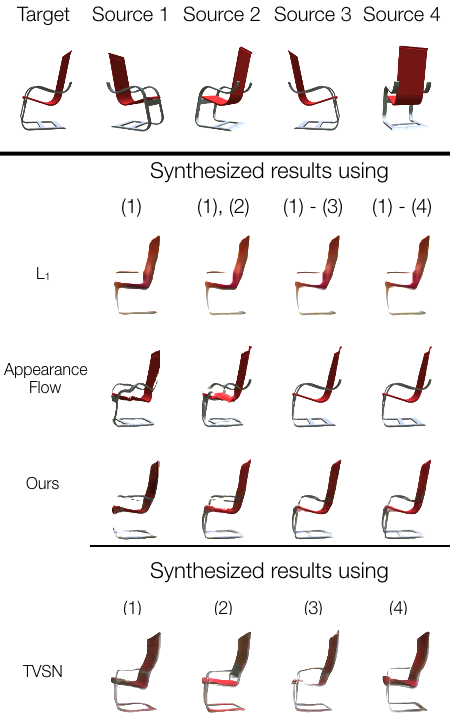 Target Source 1 Source 2 Source 3 Source 4
Synthesized results using
(1) (1), (2) (1) - (3) (1) - (4)
L₁
Appearance
Flow
Ours
Synthesized results using
(1) (2) (3) (4)
TVSN